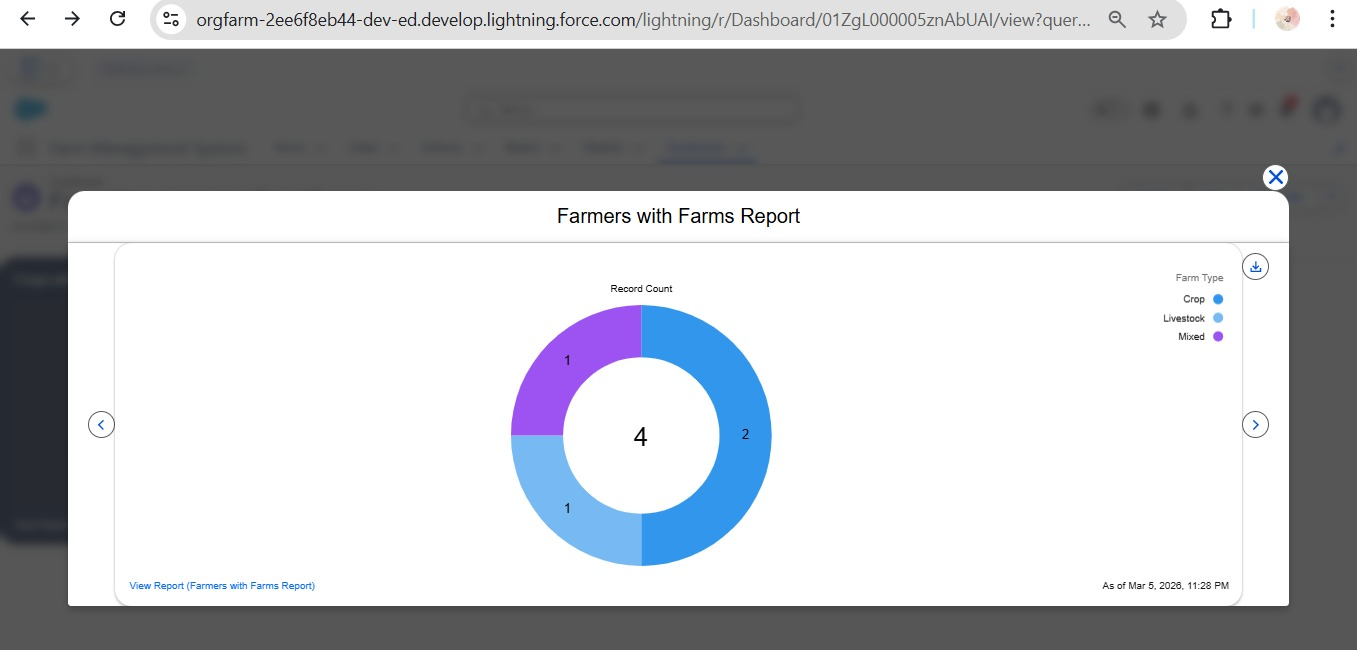 orgfarm-2ee6f8eb44-dev-ed.develop.lightning.force.com/lightning/r/Dashboard/01ZgL000005znAbUAI/view?quer...
Farmers with Farms Report
Record Count
Farm Type
Crop
Livestock
Mixed
1
2
4
1
View Report (Farmers with Farms Report)
As of Mar 5, 2026, 11:28 PM